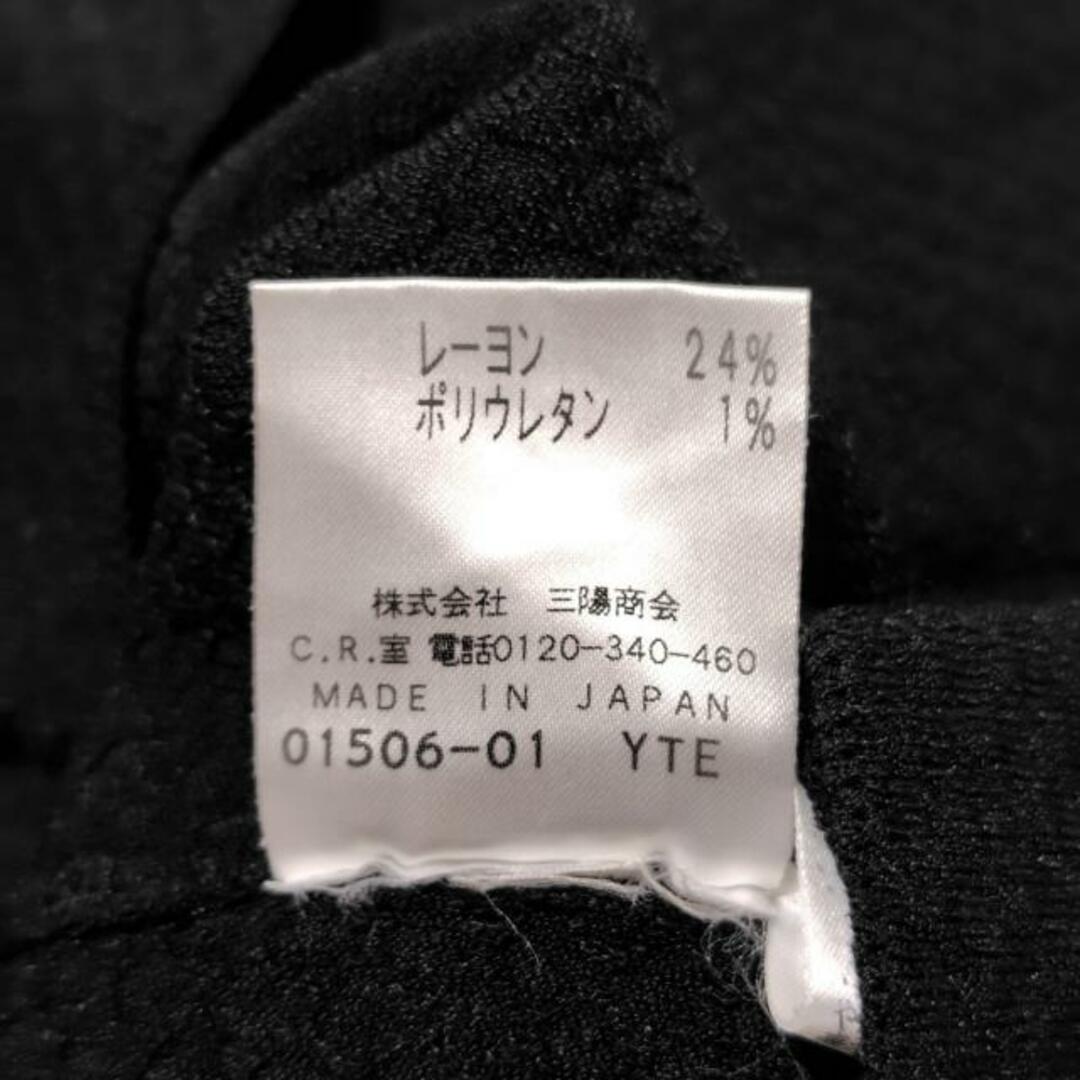 レーヨン 24%
ポリウレタン 1%
株式会社 三陽商会
C.R.室 電話0120-340-460
MADE IN JAPAN
01506-01 YTE